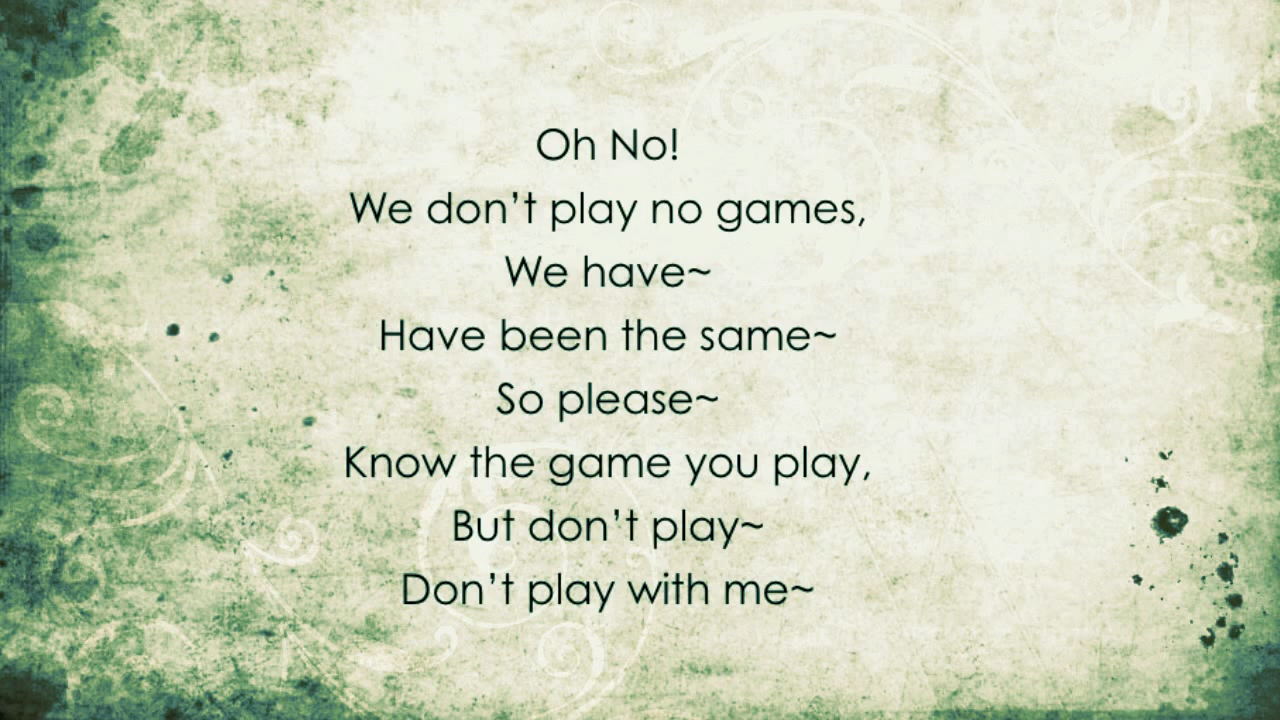 Oh No!
We don’t play no games,
We have~
Have been the same~
So please~
Know the game you play,
But don’t play~
Don’t play with me~